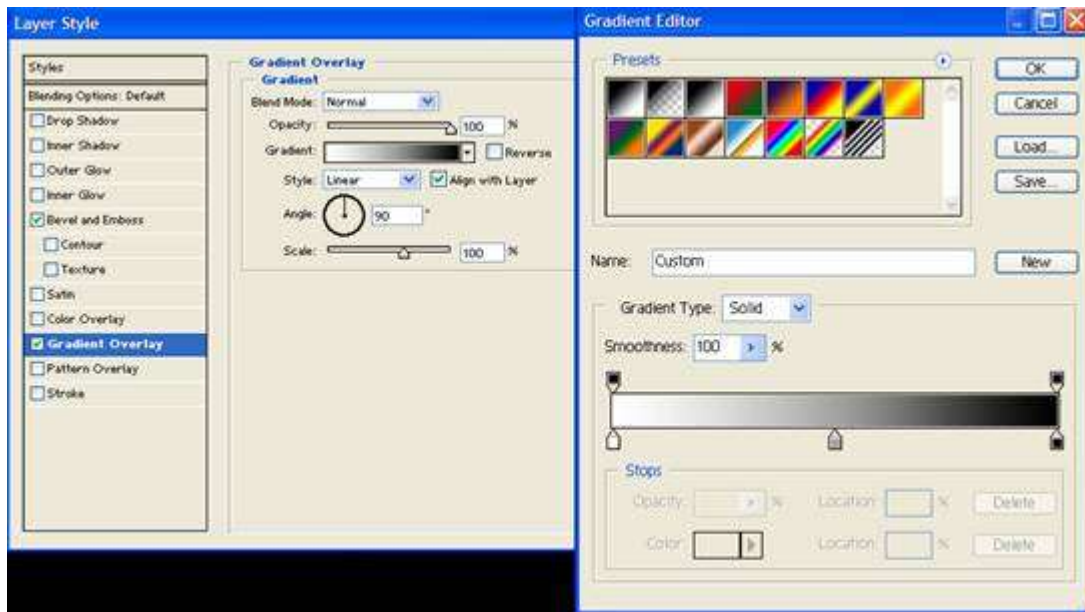 Layer Style
Styles
Blending Options: Default
Drop Shadow
Inner Shadow
Outer Glow
Inner Glow
Bevel and Emboss
Contour
Texture
Satin
Color Overlay
Gradient Overlay
Pattern Overlay
Stroke
Gradient Overlay
Gradient
Blend Mode: Normal
Opacity: 100 %
Gradient: Reverse
Style: Linear Align with Layer
Angle: 90 °
Scale: 100 %
Gradient Editor
Presets
OK
Cancel
Load...
Save...
Name: Custom
New
Gradient Type: Solid
Smoothness: 100 %
Stops
Opacity: % Location: % Delete
Color: Location: % Delete